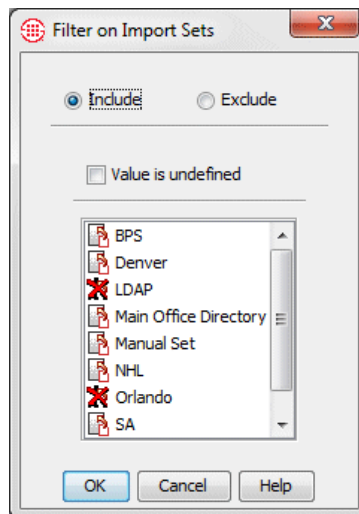 Filter on Import Sets
Include Exclude
Value is undefined
BPS
Denver
LDAP
Main Office Directory
Manual Set
NHL
Orlando
SA
OK Cancel Help